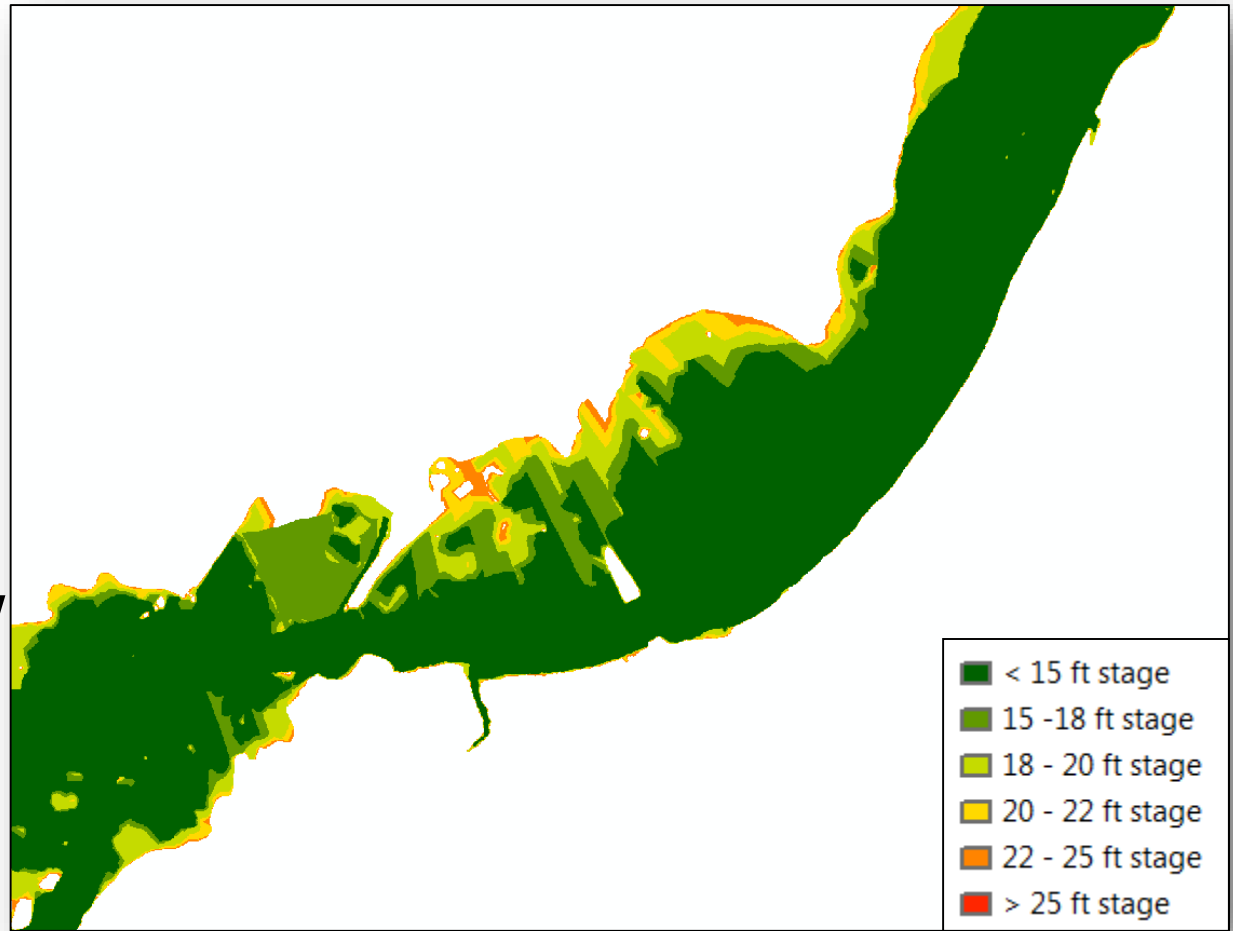 < 15 ft stage
15 -18 ft stage
18 - 20 ft stage
20 - 22 ft stage
22 - 25 ft stage
> 25 ft stage